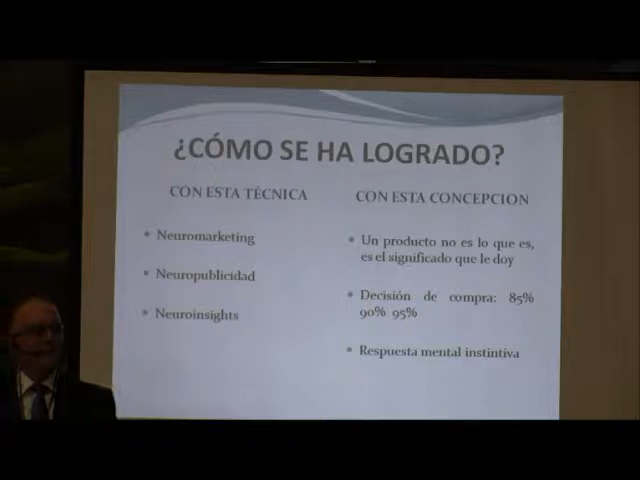 ¿CÓMO SE HA LOGRADO?
CON ESTA TÉCNICA
• Neuromarketing
• Neuropublicidad
• Neuroinsights
CON ESTA CONCEPCION
• Un producto no es lo que es,
es el significado que le doy
• Decisión de compra: 85%
90% 95%
• Respuesta mental instintiva